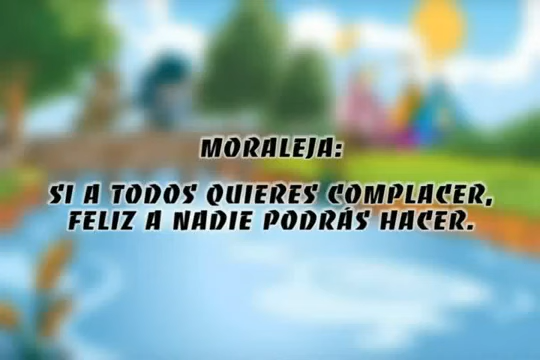 MORALEJA:
SI A TODOS QUIERES COMPLACER,
FELIZ A NADIE PODRÁS HACER.